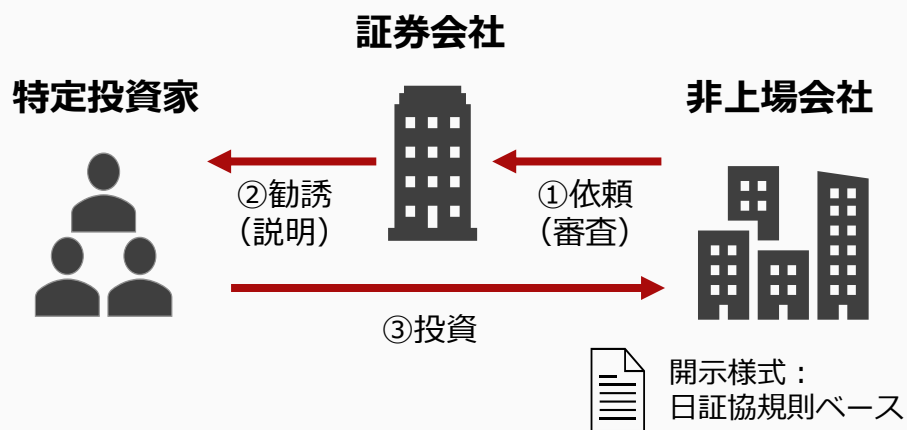 証券会社
特定投資家
非上場会社
②勧誘
（説明）
①依頼
（審査）
③投資
開示様式：
日証協規則ベース